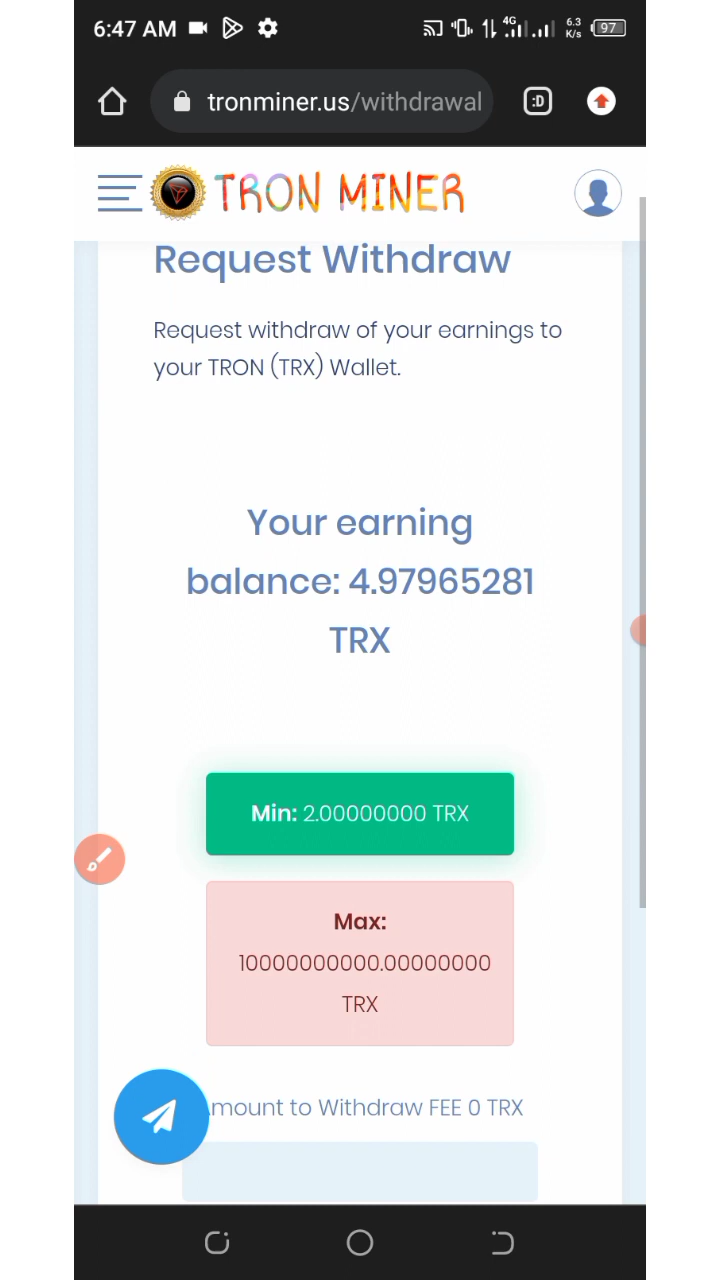 6:47 AM 4G 6.3 K/s 97
tronminer.us/withdrawal :D
TRON MINER
Request Withdraw
Request withdraw of your earnings to
your TRON (TRX) Wallet.
Your earning
balance: 4.97965281
TRX
Min: 2.00000000 TRX
Max:
10000000000.00000000
TRX
mount to Withdraw FEE 0 TRX